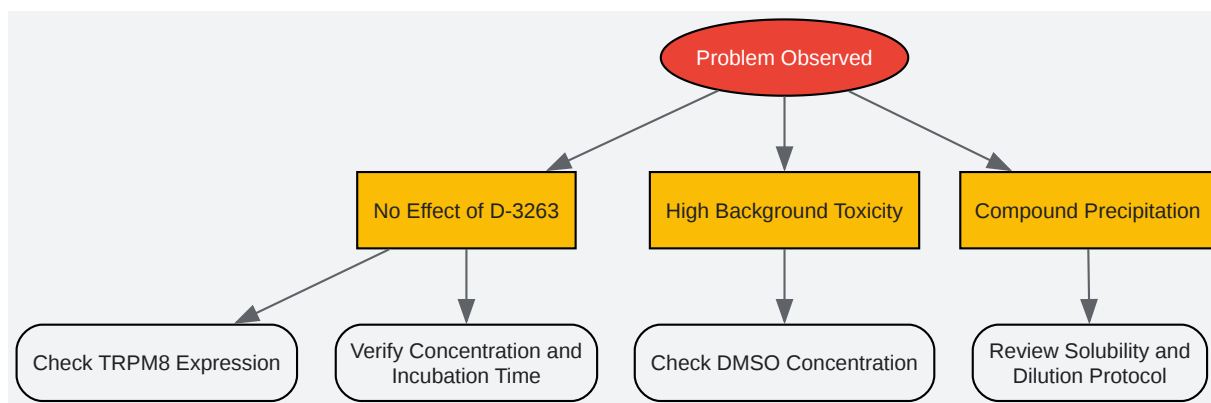 Problem Observed
No Effect of D-3263
High Background Toxicity
Compound Precipitation
Check TRPM8 Expression
Verify Concentration and
Incubation Time
Check DMSO Concentration
Review Solubility and
Dilution Protocol